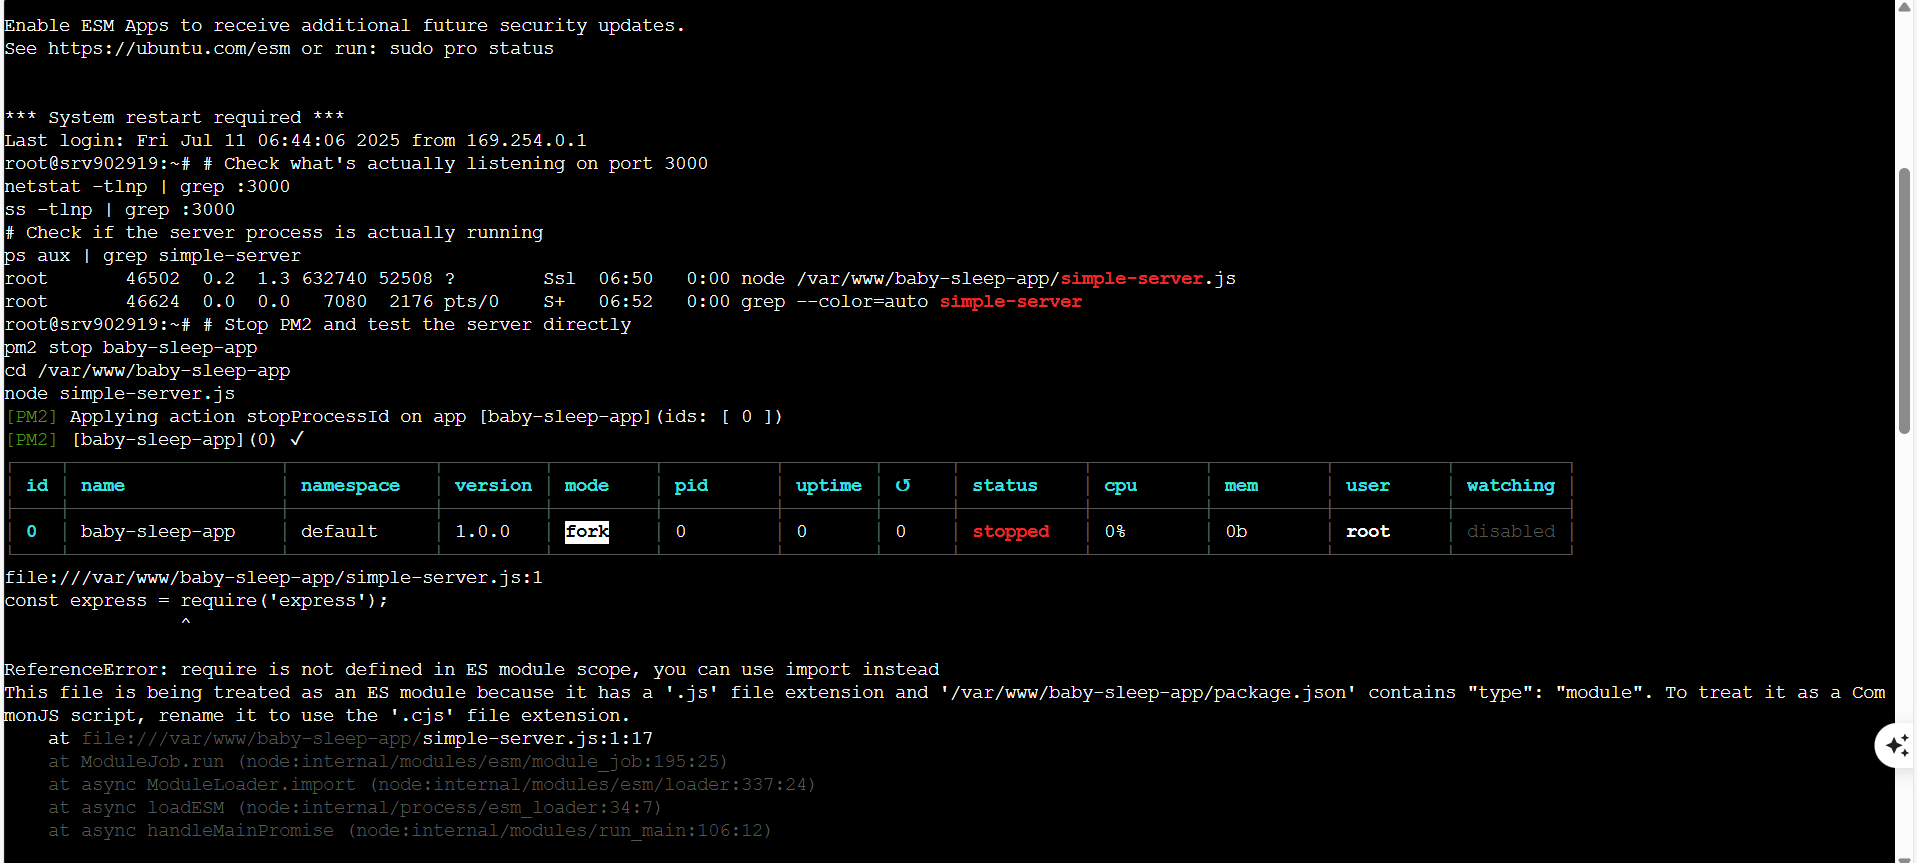 Enable ESM Apps to receive additional future security updates.
See https://ubuntu.com/esm or run: sudo pro status
*** System restart required ***
Last login: Fri Jul 11 06:44:06 2025 from 169.254.0.1
root@srv902919:~# # Check what's actually listening on port 3000
netstat -tlnp | grep :3000
ss -tlnp | grep :3000
# Check if the server process is actually running
ps aux | grep simple-server
root       46502  0.2  1.3 632740 52508 ?        Ssl  06:50   0:00 node /var/www/baby-sleep-app/simple-server.js
root       46624  0.0  0.0   7080  2176 pts/0    S+   06:52   0:00 grep --color=auto simple-server
root@srv902919:~# # Stop PM2 and test the server directly
pm2 stop baby-sleep-app
cd /var/www/baby-sleep-app
node simple-server.js
[PM2] Applying action stopProcessId on app [baby-sleep-app](ids: [ 0 ])
[PM2] [baby-sleep-app](0) ✓
│ id │ name │ namespace │ version │ mode │ pid │ uptime │ ↺ │ status │ cpu │ mem │ user │ watching │
│ 0 │ baby-sleep-app │ default │ 1.0.0 │ fork │ 0 │ 0 │ 0 │ stopped │ 0% │ 0b │ root │ disabled │
file:///var/www/baby-sleep-app/simple-server.js:1
const express = require('express');
                ^
ReferenceError: require is not defined in ES module scope, you can use import instead
This file is being treated as an ES module because it has a '.js' file extension and '/var/www/baby-sleep-app/package.json' contains "type": "module". To treat it as a Com
monJS script, rename it to use the '.cjs' file extension.
    at file:///var/www/baby-sleep-app/simple-server.js:1:17
    at ModuleJob.run (node:internal/modules/esm/module_job:195:25)
    at async ModuleLoader.import (node:internal/modules/esm/loader:337:24)
    at async loadESM (node:internal/process/esm_loader:34:7)
    at async handleMainPromise (node:internal/modules/run_main:106:12)